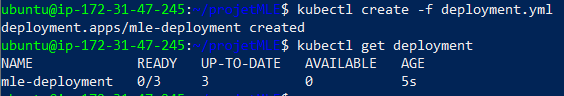 ubuntu@ip-172-31-47-245:~/projetMLE$ kubectl create -f deployment.yml
deployment.apps/mle-deployment created
ubuntu@ip-172-31-47-245:~/projetMLE$ kubectl get deployment
NAME READY UP-TO-DATE AVAILABLE AGE
mle-deployment 0/3 3 0 5s